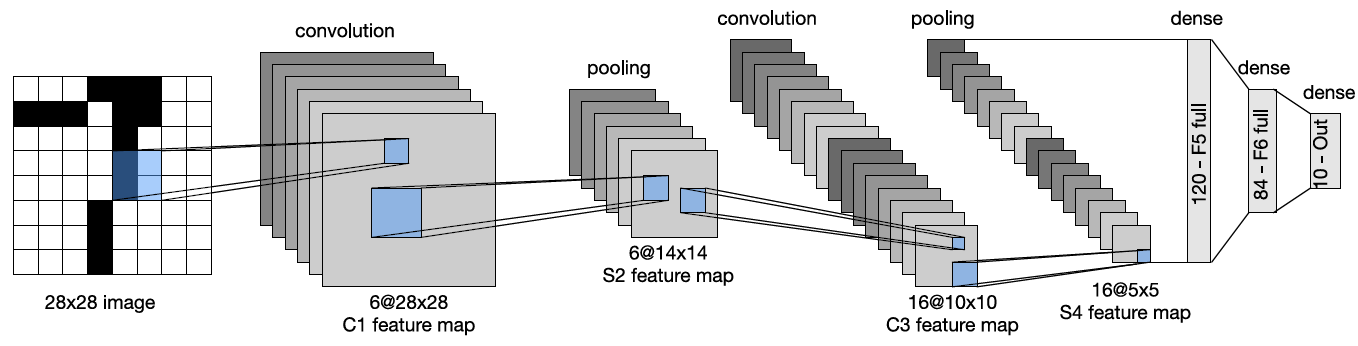 convolution
pooling
convolution
pooling
dense
dense
dense
28x28 image
6@28x28
C1 feature map
6@14x14
S2 feature map
16@10x10
C3 feature map
16@5x5
S4 feature map
120 - F5 full
84 - F6 full
10 - Out